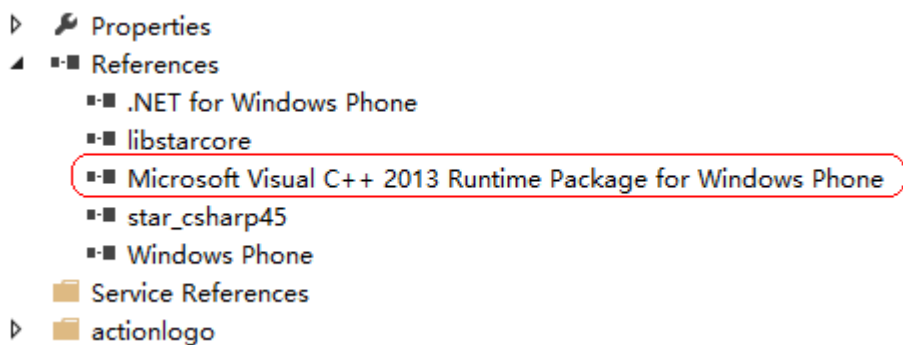 Properties
References
.NET for Windows Phone
libstarcore
Microsoft Visual C++ 2013 Runtime Package for Windows Phone
star_csharp45
Windows Phone
Service References
actionlogo